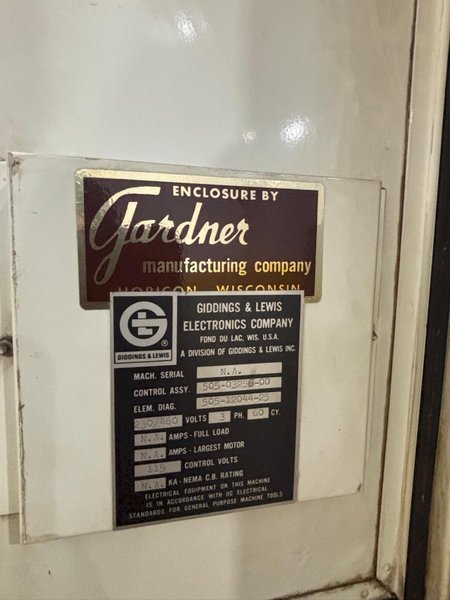 ENCLOSURE BY
Gardner
manufacturing company
HORICON WISCONSIN
GIDDINGS & LEWIS
ELECTRONICS COMPANY
FOND DU LAC, WIS. U.S.A.
A DIVISION OF GIDDINGS & LEWIS INC.
GIDDINGS & LEWIS
MACH. SERIAL N.A.
CONTROL ASSY. 505-03256-00
ELEM. DIAG. 505-12044-25
230/460 VOLTS 3 PH. 60 CY.
N.A. AMPS - FULL LOAD
N.A. AMPS - LARGEST MOTOR
115 CONTROL VOLTS
N.A. KA - NEMA C.B. RATING
ELECTRICAL EQUIPMENT ON THIS MACHINE
IS IN ACCORDANCE WITH JIC ELECTRICAL
STANDARDS FOR GENERAL PURPOSE MACHINE TOOLS